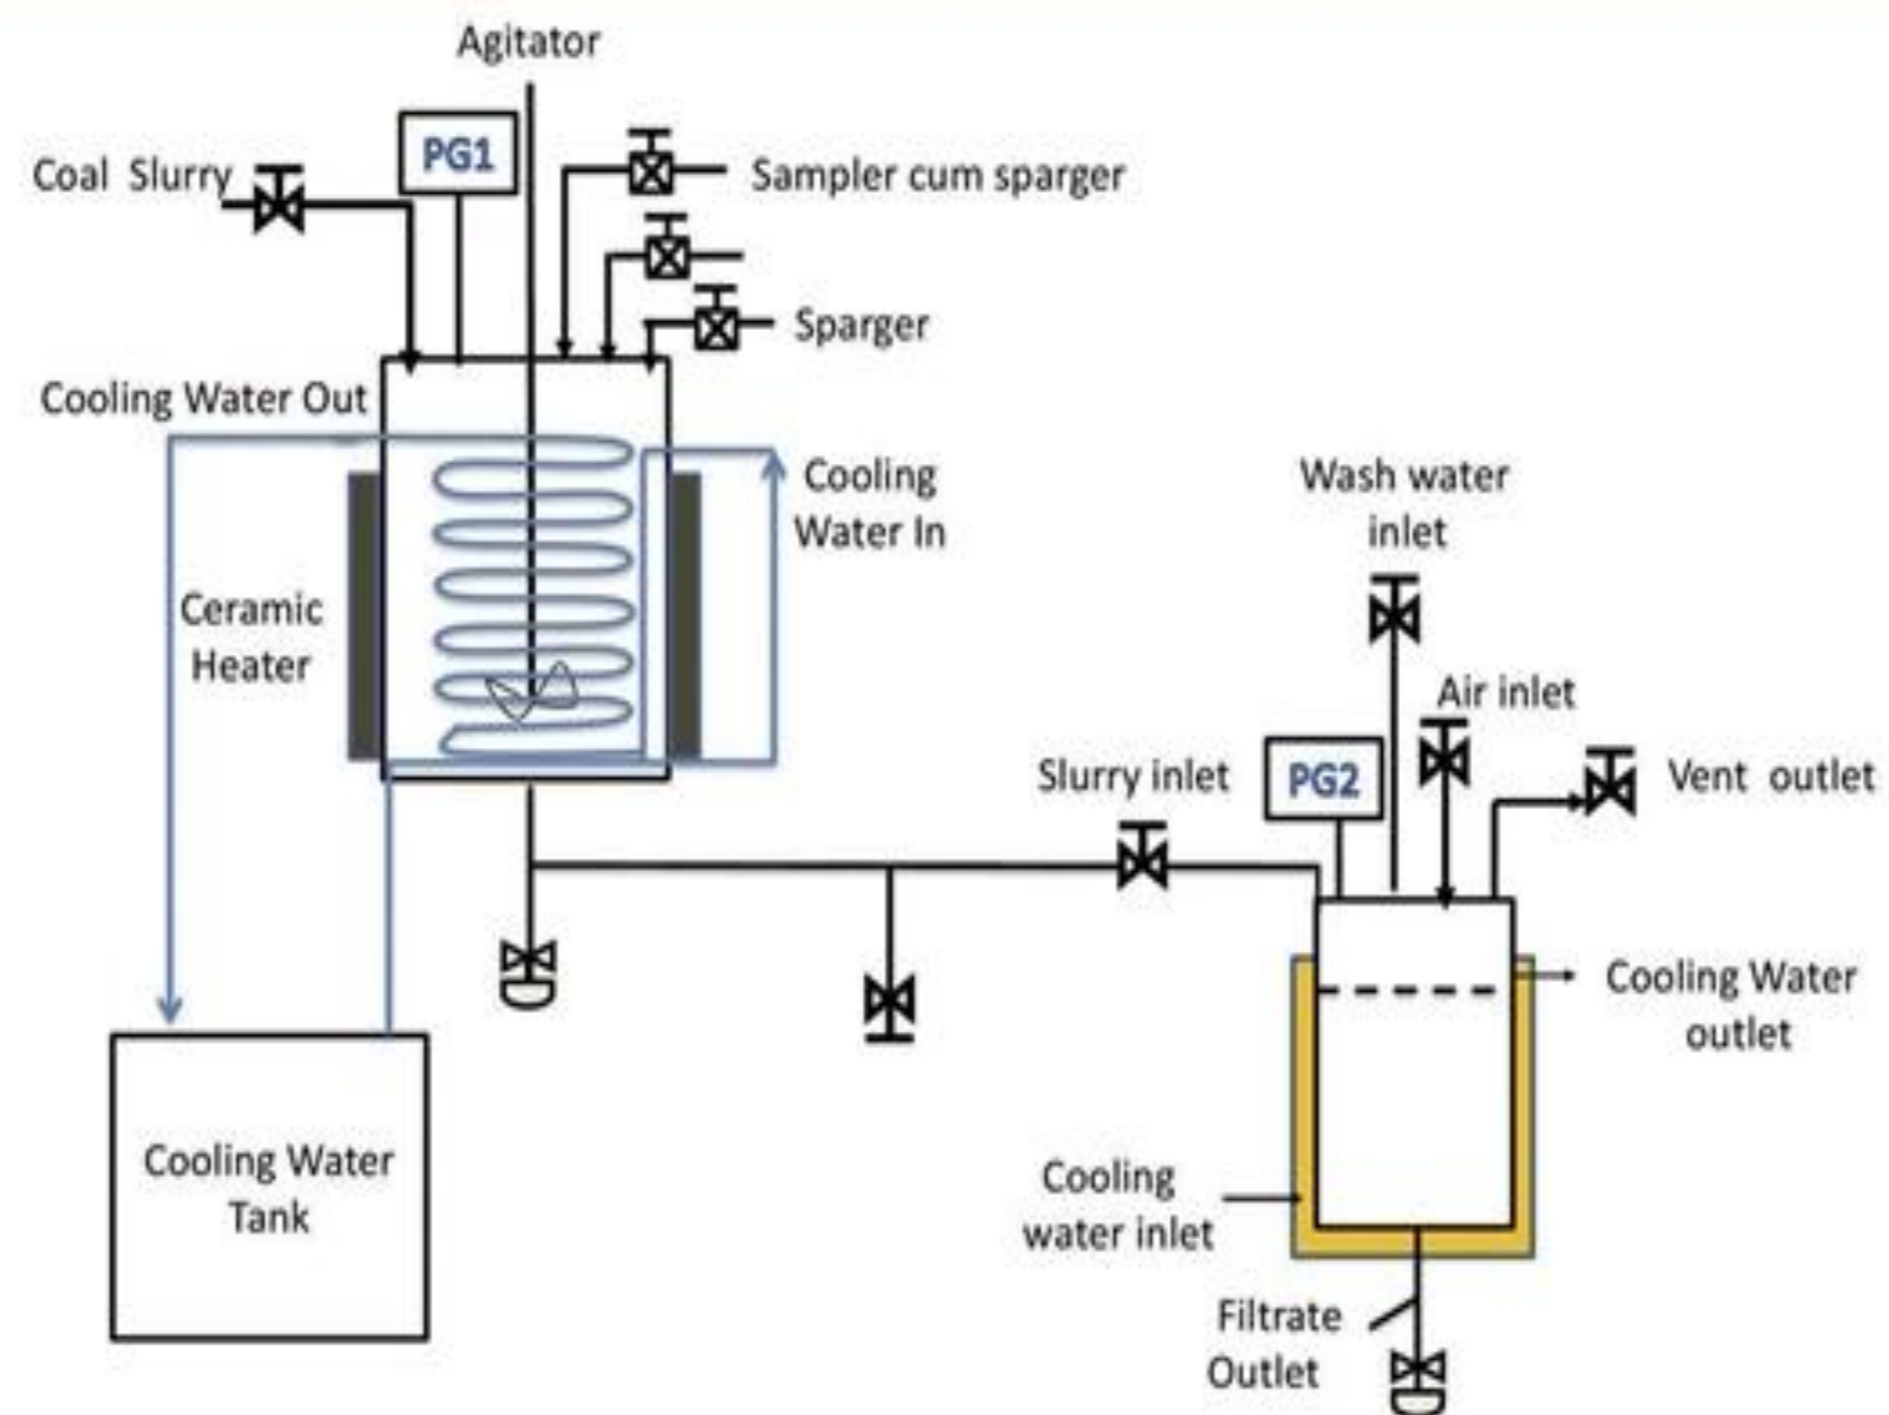 Agitator
PG1
Coal Slurry
Sampler cum sparger
Sparger
Cooling Water Out
Cooling
Water In
Ceramic
Heater
Wash water
inlet
Air inlet
Slurry inlet
PG2
Vent outlet
Cooling Water
outlet
Cooling Water
Tank
Cooling
water inlet
Filtrate
Outlet